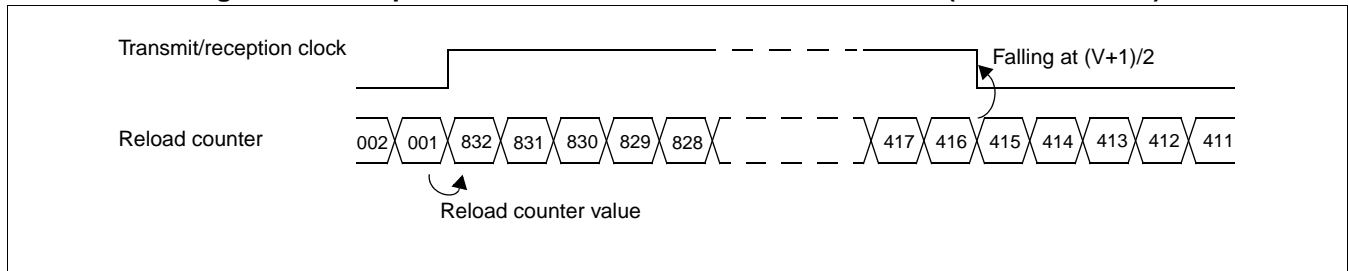 Transmit/reception clock
Falling at (V+1)/2
Reload counter
002 001 832 831 830 829 828 417 416 415 414 413 412 411
Reload counter value